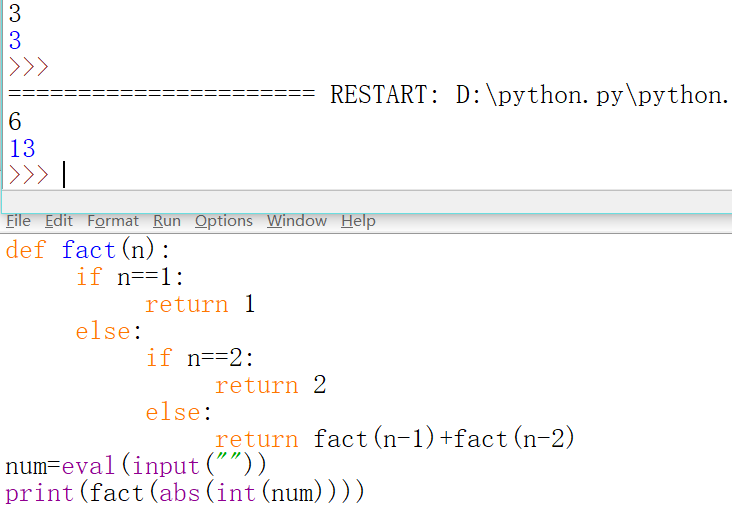 3
3
>>>
====================== RESTART: D:\python.py\python.
6
13
>>>
File Edit Format Run Options Window Help
def fact(n):
     if n==1:
          return 1
     else:
          if n==2:
               return 2
          else:
               return fact(n-1)+fact(n-2)
num=eval(input(""))
print(fact(abs(int(num))))